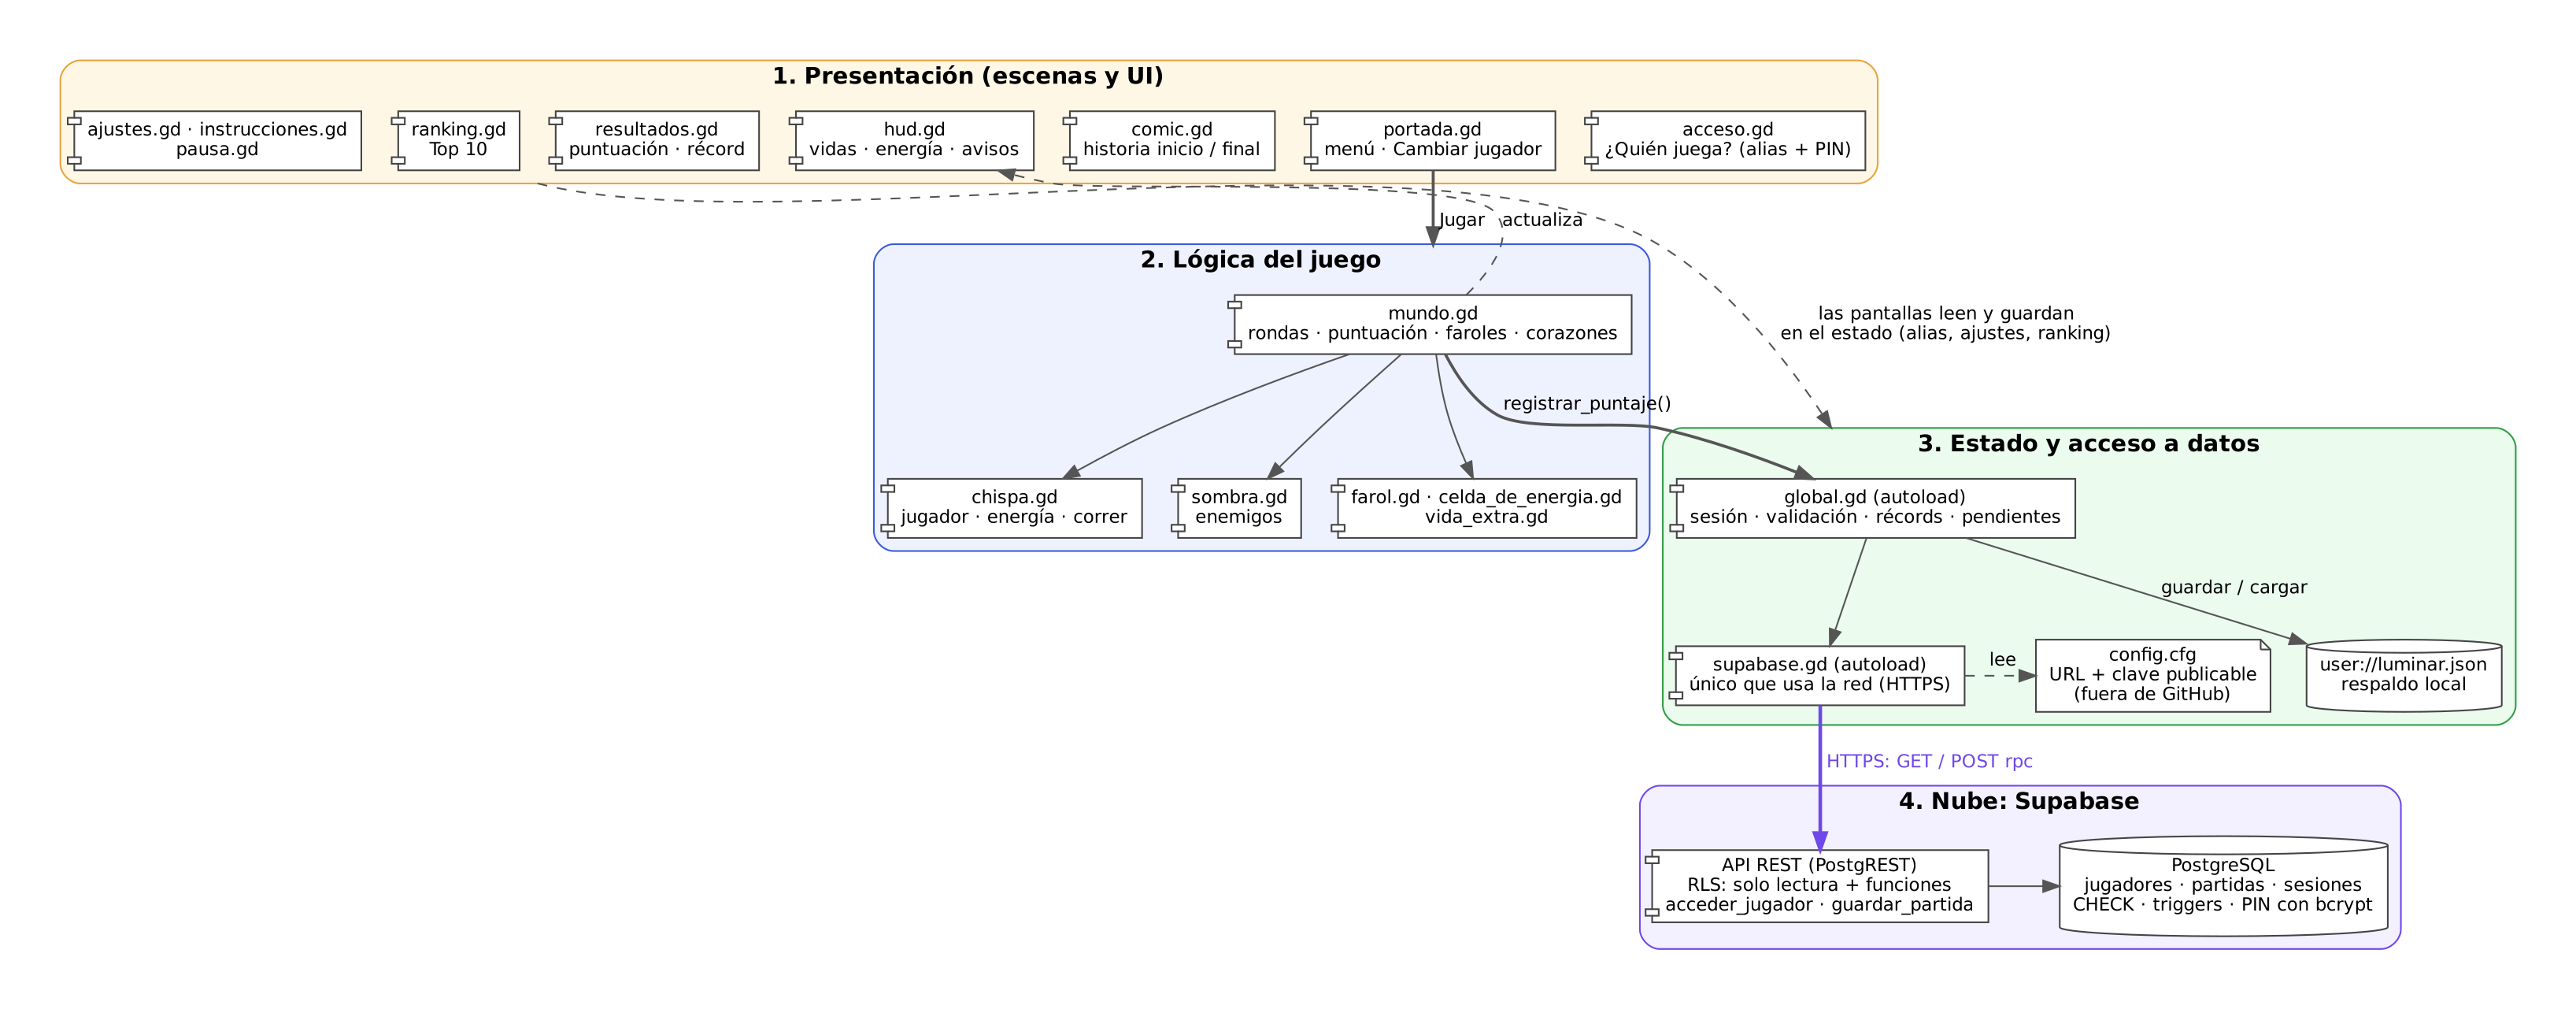 1. Presentación (escenas y UI)
ajustes.gd · instrucciones.gd
pausa.gd
ranking.gd
Top 10
resultados.gd
puntuación · récord
hud.gd
vidas · energía · avisos
comic.gd
historia inicio / final
portada.gd
menú · Cambiar jugador
acceso.gd
¿Quién juega? (alias + PIN)
Jugar
actualiza
2. Lógica del juego
mundo.gd
rondas · puntuación · faroles · corazones
las pantallas leen y guardan
en el estado (alias, ajustes, ranking)
registrar_puntaje()
chispa.gd
jugador · energía · correr
sombra.gd
enemigos
farol.gd · celda_de_energia.gd
vida_extra.gd
3. Estado y acceso a datos
global.gd (autoload)
sesión · validación · récords · pendientes
guardar / cargar
supabase.gd (autoload)
único que usa la red (HTTPS)
lee
config.cfg
URL + clave publicable
(fuera de GitHub)
user://luminar.json
respaldo local
HTTPS: GET / POST rpc
4. Nube: Supabase
API REST (PostgREST)
RLS: solo lectura + funciones
acceder_jugador · guardar_partida
PostgreSQL
jugadores · partidas · sesiones
CHECK · triggers · PIN con bcrypt